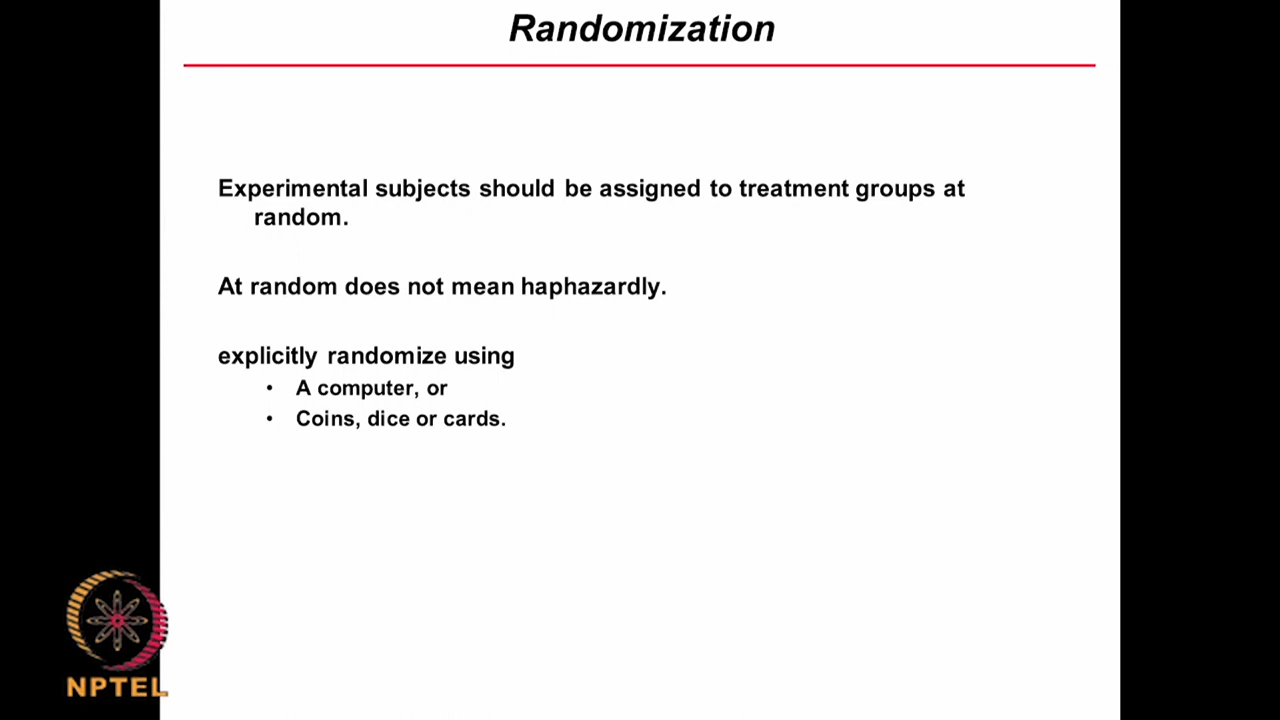 Randomization
Experimental subjects should be assigned to treatment groups at
random.
At random does not mean haphazardly.
explicitly randomize using
• A computer, or
• Coins, dice or cards.
NPTEL